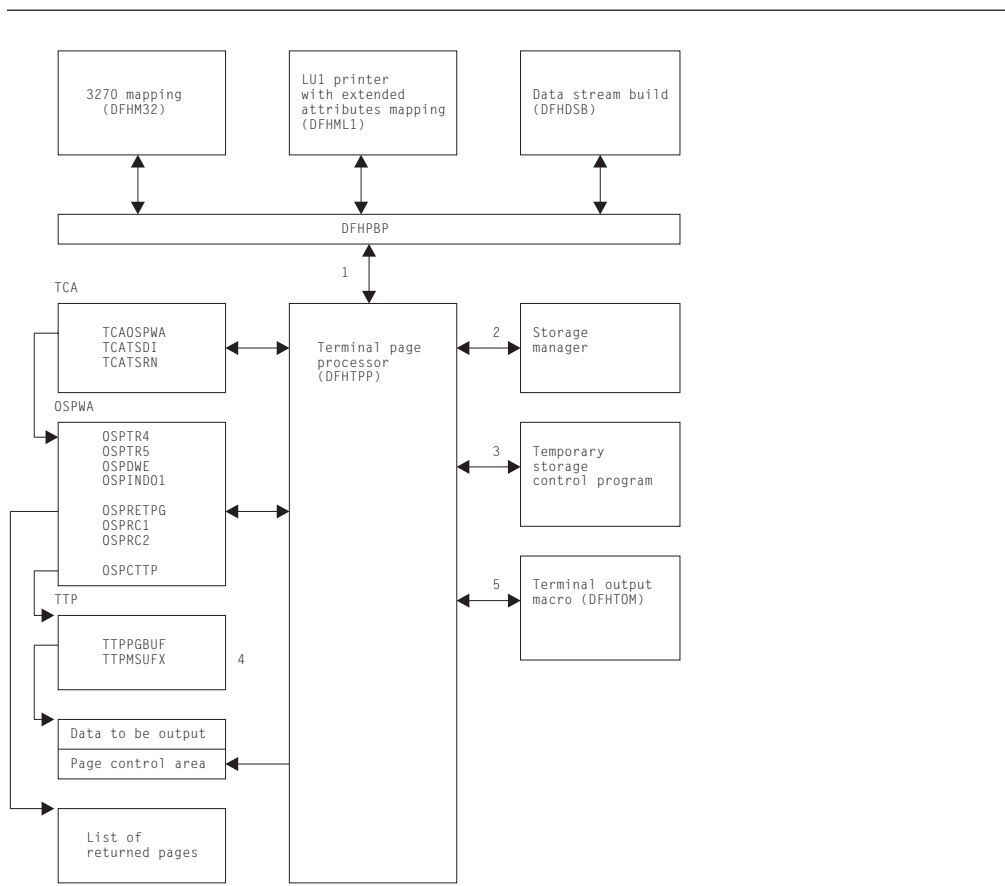 3270 mapping
(DFHM32)
LU1 printer
with extended
attributes mapping
(DFHML1)
Data stream build
(DFHDSB)
DFHPBP
1
TCA
TCAOSPWA
TCATSDI
TCATSRN
Terminal page
processor
(DFHTPP)
2
Storage
manager
OSPWA
OSPTR4
OSPTR5
OSPDWE
OSPINDO1
OSPRETPG
OSPRC1
OSPRC2
OSPCTTP
3
Temporary
storage
control program
5
Terminal output
macro (DFHTOM)
TTP
TTPPGBUF
TTPMSUFX
4
Data to be output
Page control area
List of
returned pages